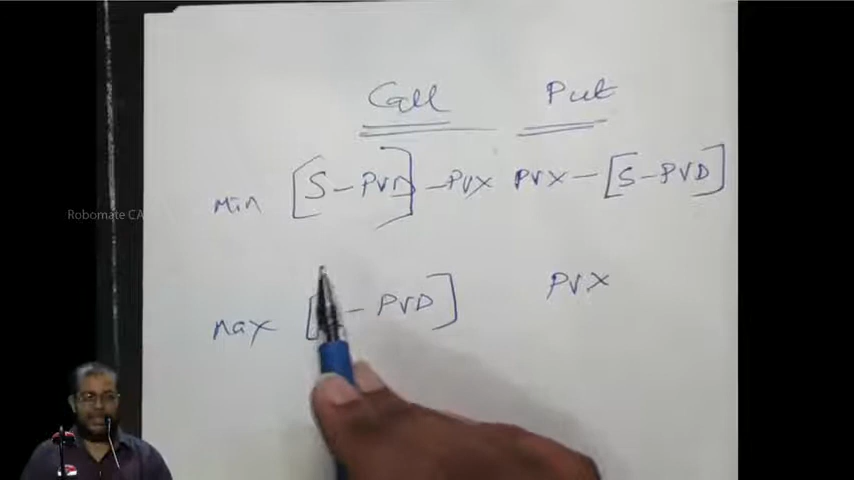 Call Put
Min [S - PVD] - PVX PVX - [S - PVD]
Robomate CA
Max [ - PVD] PVX